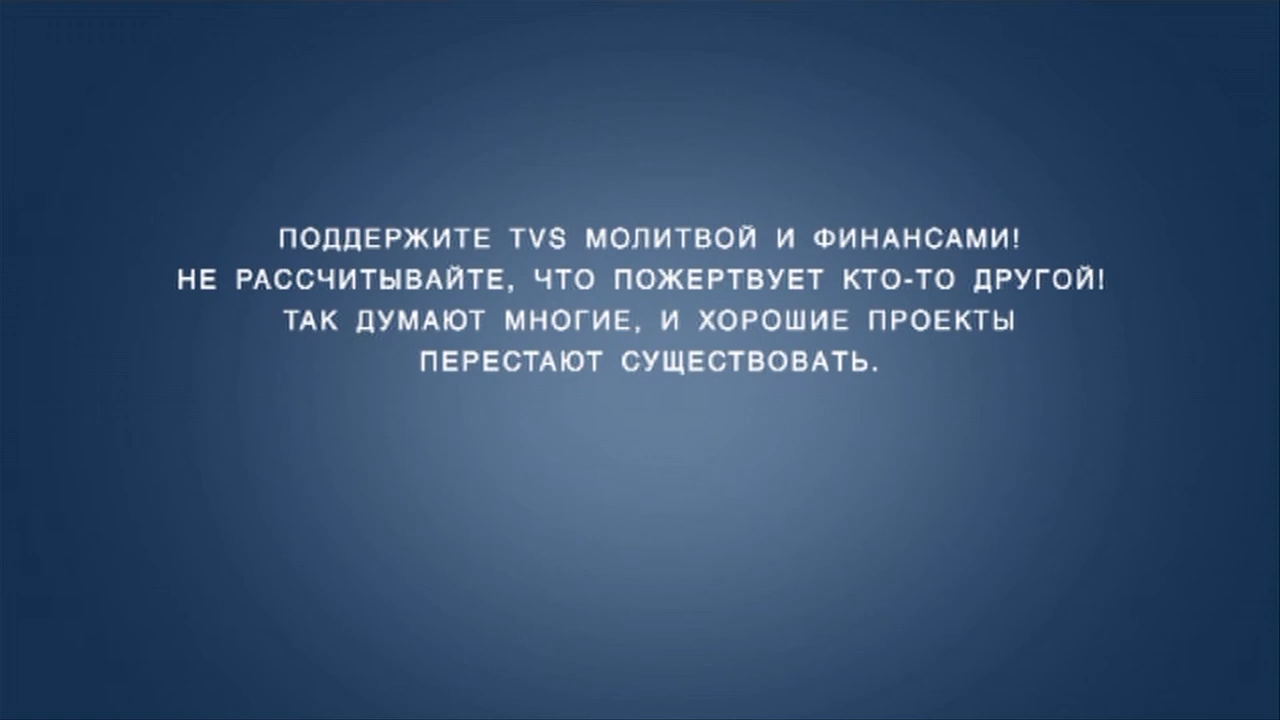 ПОДДЕРЖИТЕ TVS МОЛИТВОЙ И ФИНАНСАМИ!
НЕ РАССЧИТЫВАЙТЕ, ЧТО ПОЖЕРТВУЕТ КТО-ТО ДРУГОЙ!
ТАК ДУМАЮТ МНОГИЕ, И ХОРОШИЕ ПРОЕКТЫ
ПЕРЕСТАЮТ СУЩЕСТВОВАТЬ.